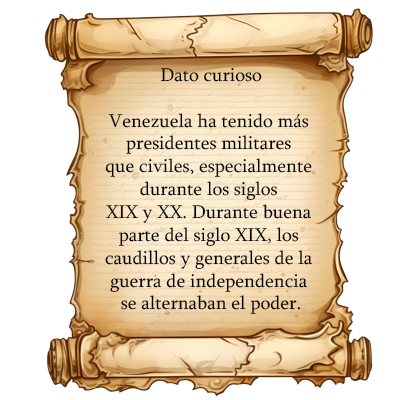 Dato curioso
Venezuela ha tenido más
presidentes militares
que civiles, especialmente
durante los siglos
XIX y XX. Durante buena
parte del siglo XIX, los
caudillos y generales de la
guerra de independencia
se alternaban el poder.